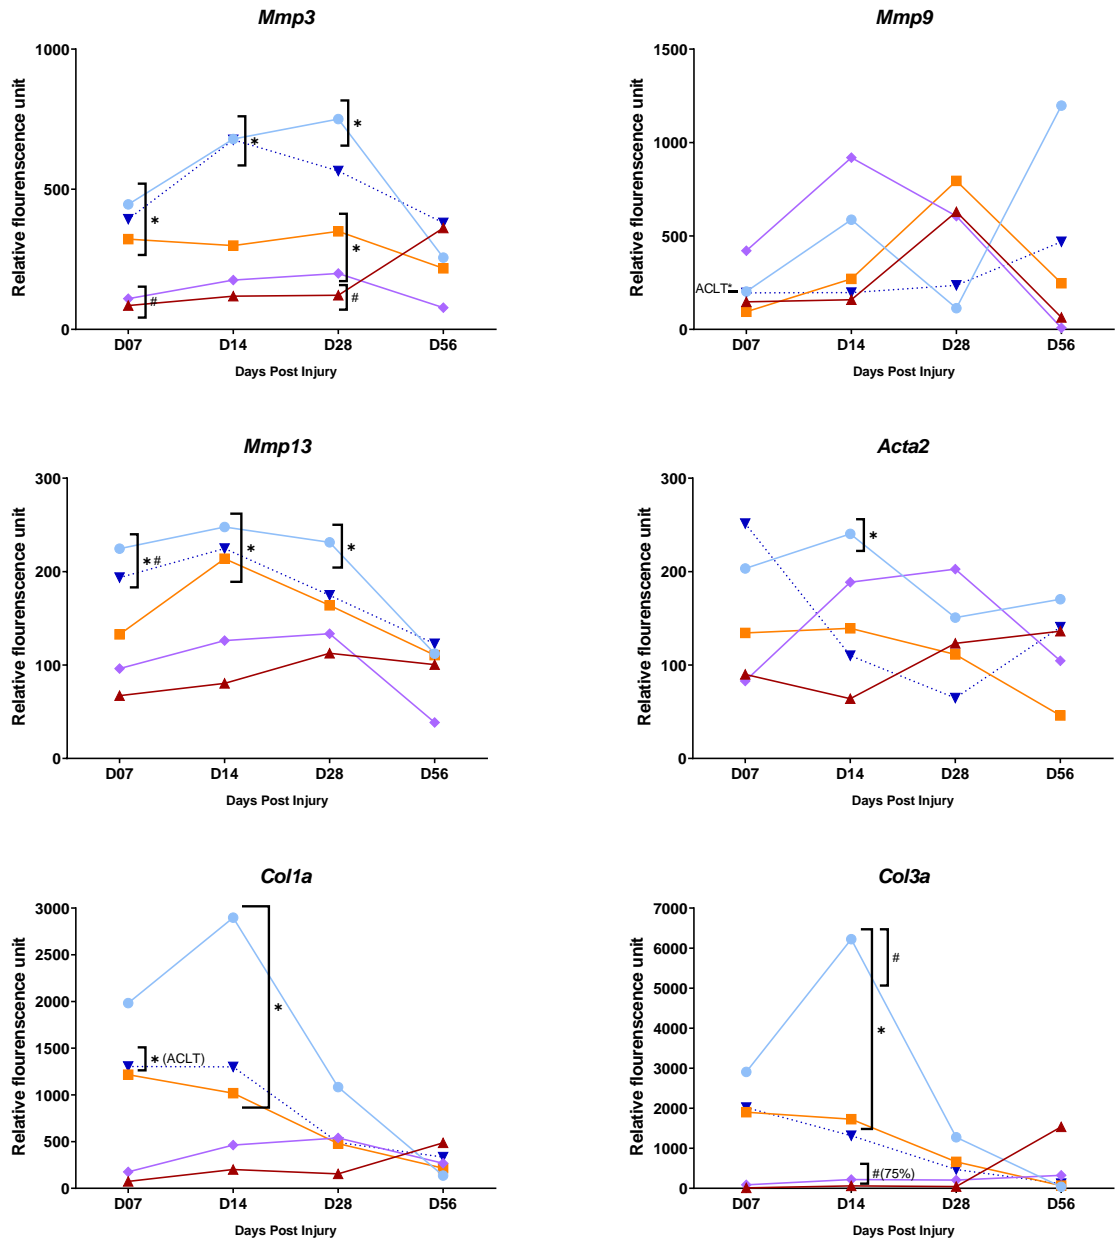 Mmp3
Relative flourenscence unit
1000
500
0
*
*
*
*
#
#
D07 D14 D28 D56
Days Post Injury
Mmp9
Relative flourenscence unit
1500
1000
500
0
ACLT*
D07 D14 D28 D56
Days Post Injury
Mmp13
Relative flourenscence unit
300
200
100
0
* #
*
*
D07 D14 D28 D56
Days Post Injury
Acta2
Relative flourenscence unit
300
200
100
0
*
D07 D14 D28 D56
Days Post Injury
Col1a
Relative flourenscence unit
3000
2500
2000
1500
1000
500
0
*
* (ACLT)
D07 D14 D28 D56
Days Post Injury
Col3a
Relative flourenscence unit
7000
6000
5000
4000
3000
2000
1000
0
#
*
#(75%)
D07 D14 D28 D56
Days Post Injury